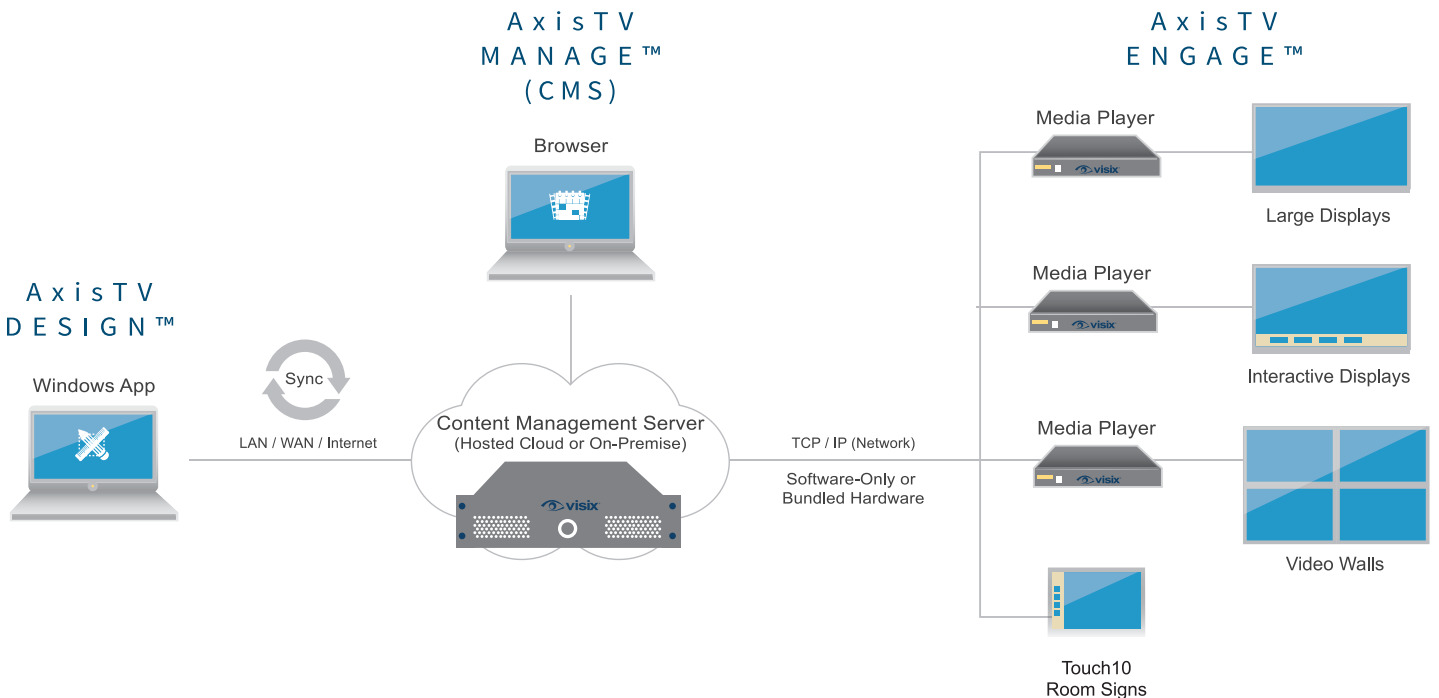 AxisTV
MANAGE™
(CMS)
AxisTV
ENGAGE™
Browser
Media Player
visix
Large Displays
AxisTV
DESIGN™
Media Player
visix
Interactive Displays
Windows App
Sync
LAN / WAN / Internet
Content Management Server
(Hosted Cloud or On-Premise)
visix
TCP / IP (Network)
Software-Only or
Bundled Hardware
Media Player
visix
Video Walls
Touch10
Room Signs